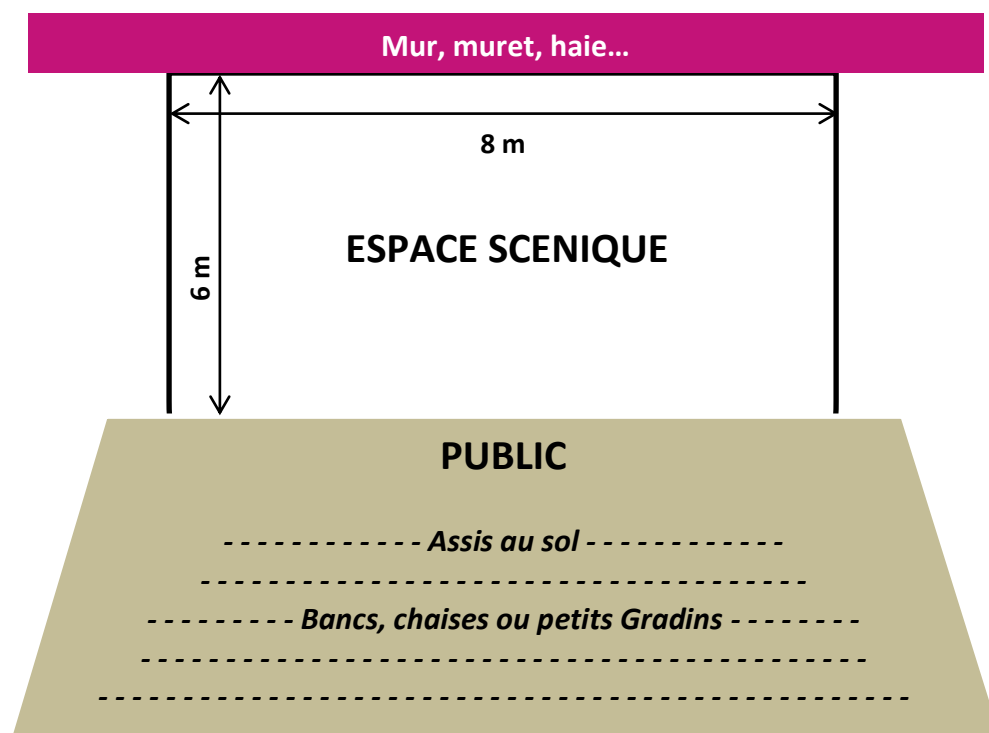 Mur, muret, haie…
8 m
ESPACE SCENIQUE
6 m
PUBLIC
- - - - - - - - - - - - Assis au sol - - - - - - - - - - - -
- - - - - - - - - - - - - - - - - - - - - - - - - - - - - - - - - - - - -
- - - - - - - - - Bancs, chaises ou petits Gradins - - - - - - - -
- - - - - - - - - - - - - - - - - - - - - - - - - - - - - - - - - - - - - - - - - - - -
- - - - - - - - - - - - - - - - - - - - - - - - - - - - - - - - - - - - - - - - - - - - - - - - -